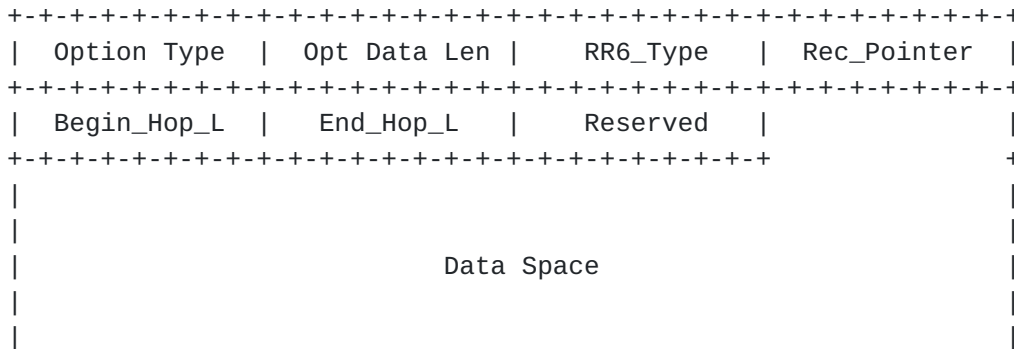 +-+-+-+-+-+-+-+-+-+-+-+-+-+-+-+-+-+-+-+-+-+-+-+-+-+-+-+-+-+-+-+-+
|  Option Type  |  Opt Data Len |    RR6_Type   |  Rec_Pointer  |
+-+-+-+-+-+-+-+-+-+-+-+-+-+-+-+-+-+-+-+-+-+-+-+-+-+-+-+-+-+-+-+-+
|  Begin_Hop_L  |   End_Hop_L   |    Reserved   |               |
+-+-+-+-+-+-+-+-+-+-+-+-+-+-+-+-+-+-+-+-+-+-+-+-+               +
|                                                               |
|                                                               |
|                           Data Space                          |
|                                                               |
|                                                               |